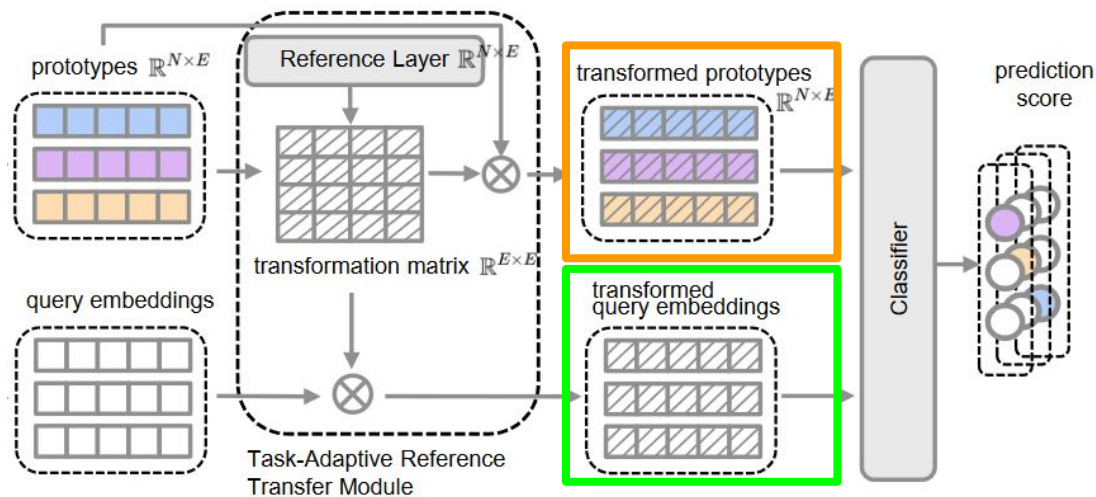 prototypes ℝ^{N×E}
Reference Layer ℝ^{N×E}
transformed prototypes
ℝ^{N×E}
prediction
score
transformation matrix ℝ^{E×E}
query embeddings
transformed
query embeddings
Classifier
Task-Adaptive Reference
Transfer Module